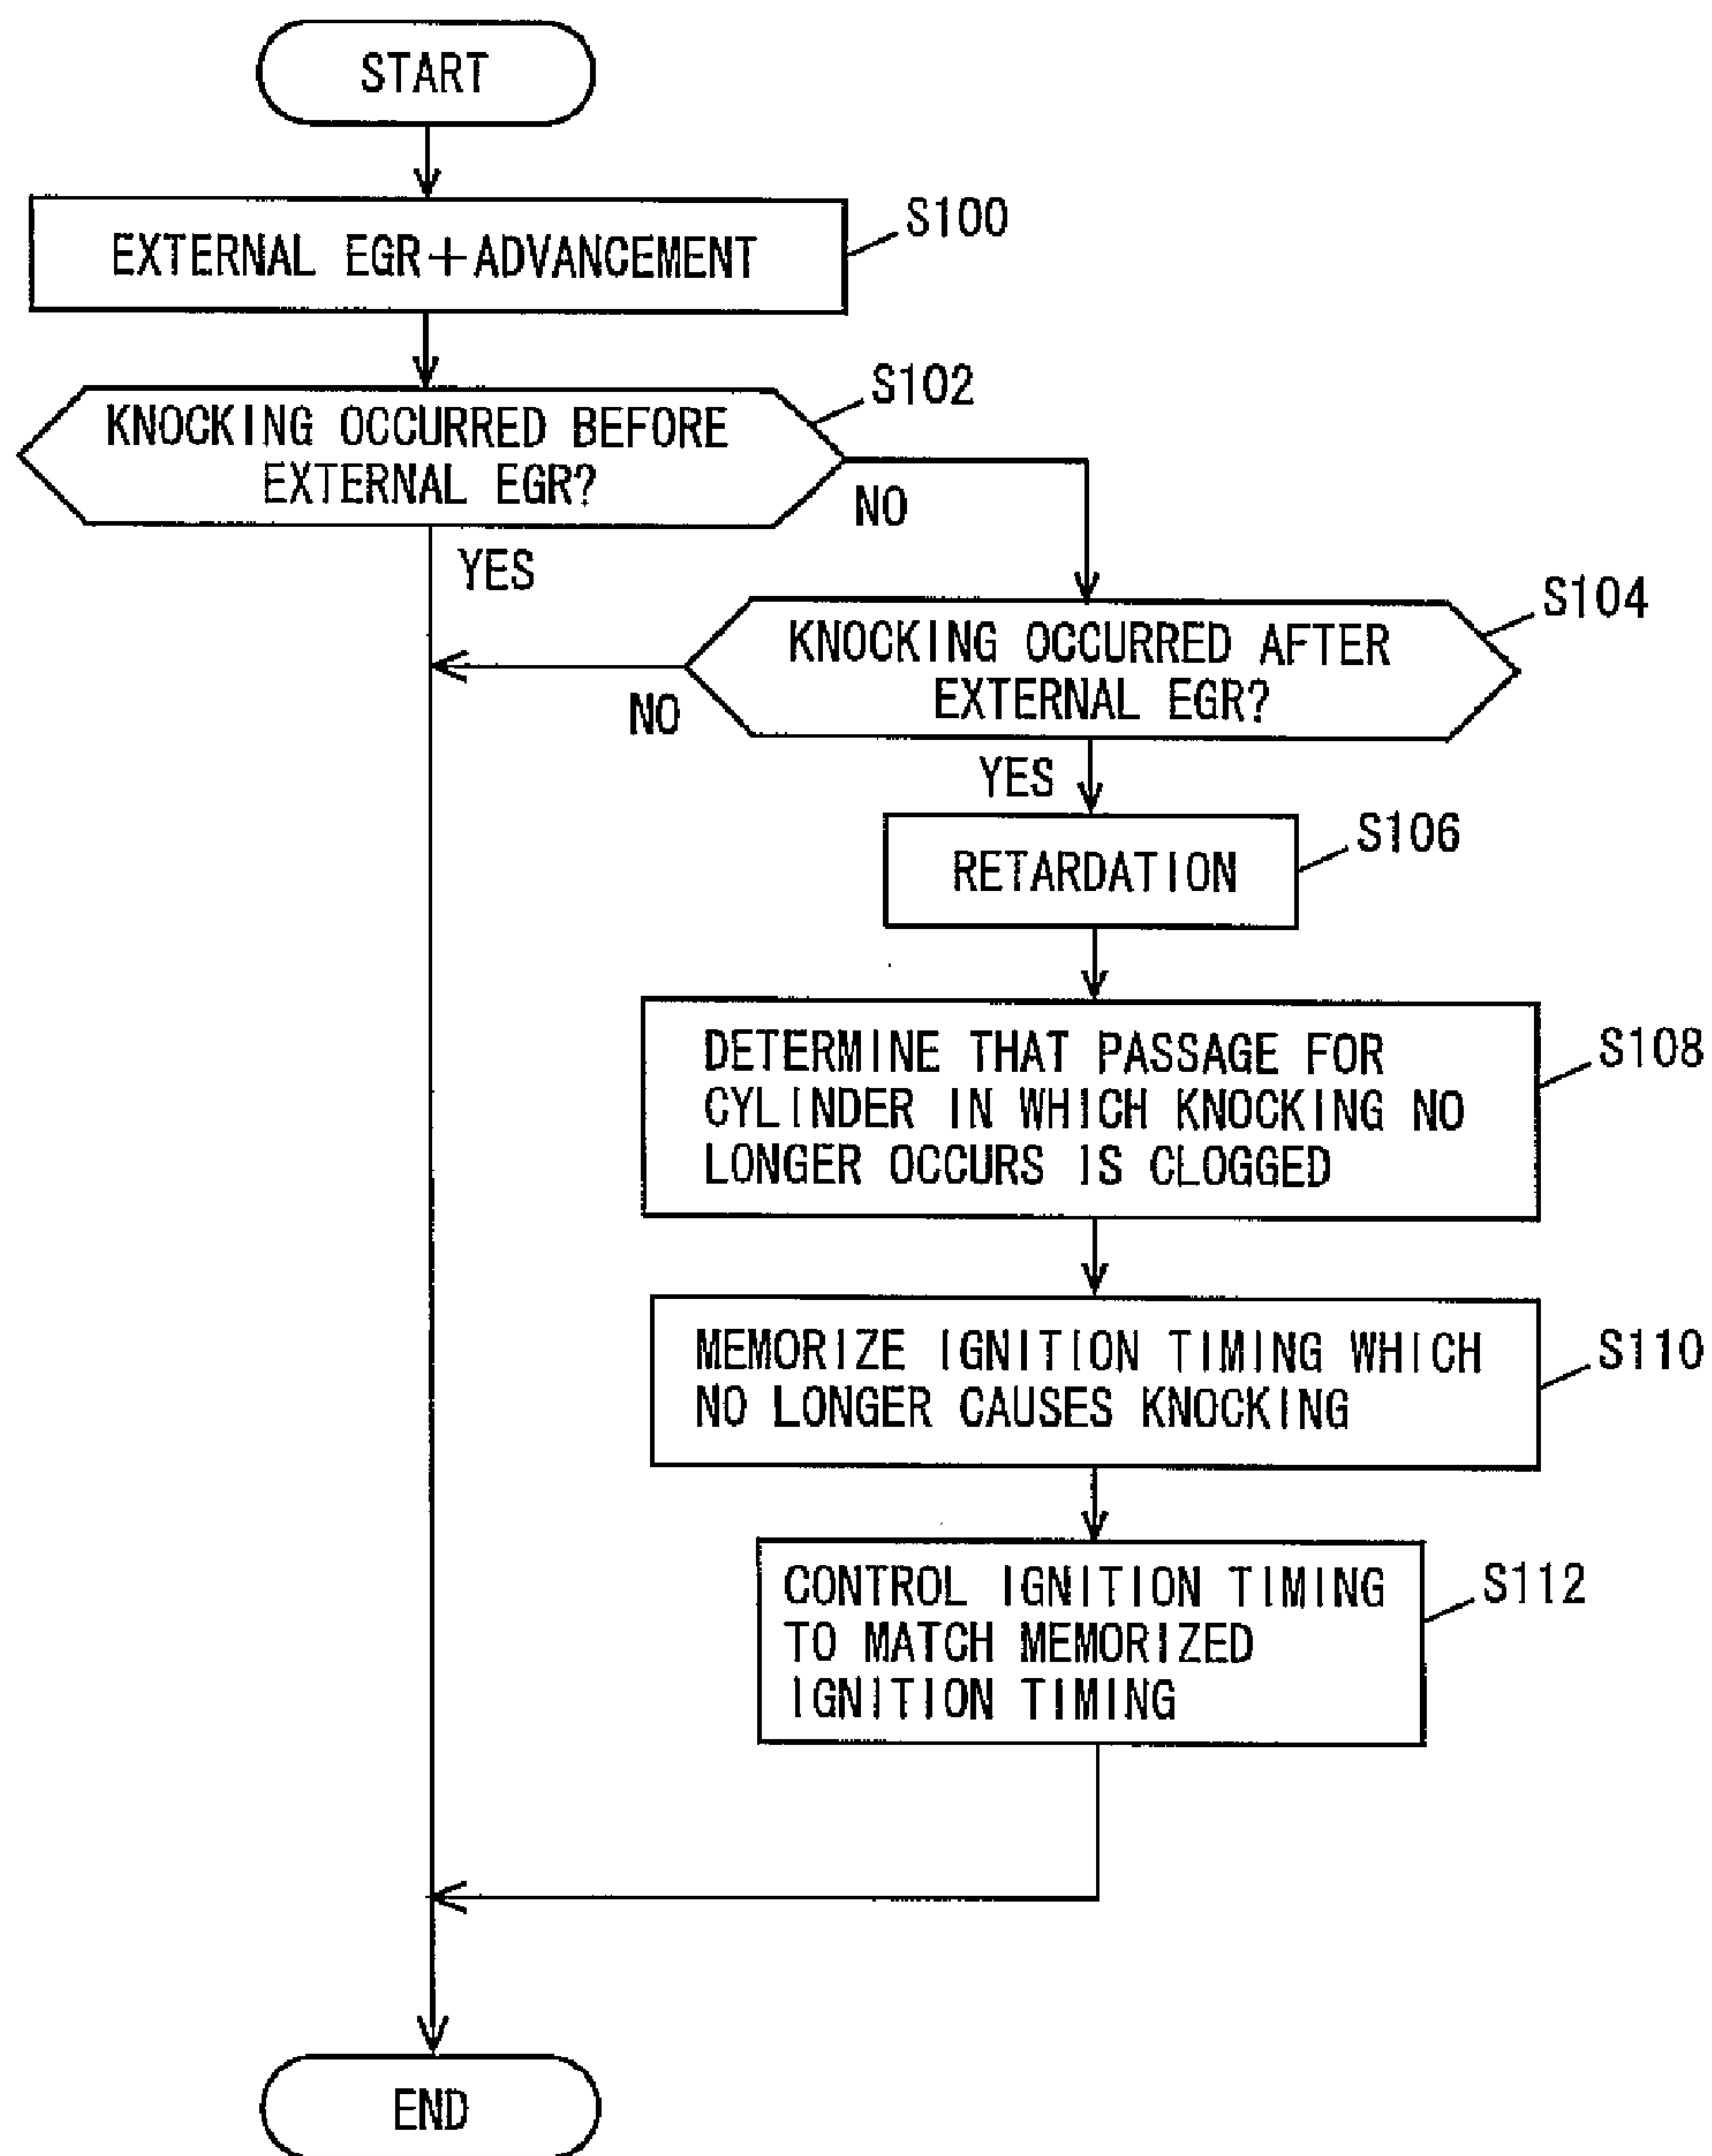 START
EXTERNAL EGR+ADVANCEMENT
S100
KNOCKING OCCURRED BEFORE
EXTERNAL EGR?
S102
NO
YES
KNOCKING OCCURRED AFTER
EXTERNAL EGR?
S104
NO
YES
RETARDATION
S106
DETERMINE THAT PASSAGE FOR
CYLINDER IN WHICH KNOCKING NO
LONGER OCCURS IS CLOGGED
S108
MEMORIZE IGNITION TIMING WHICH
NO LONGER CAUSES KNOCKING
S110
CONTROL IGNITION TIMING
TO MATCH MEMORIZED
IGNITION TIMING
S112
END